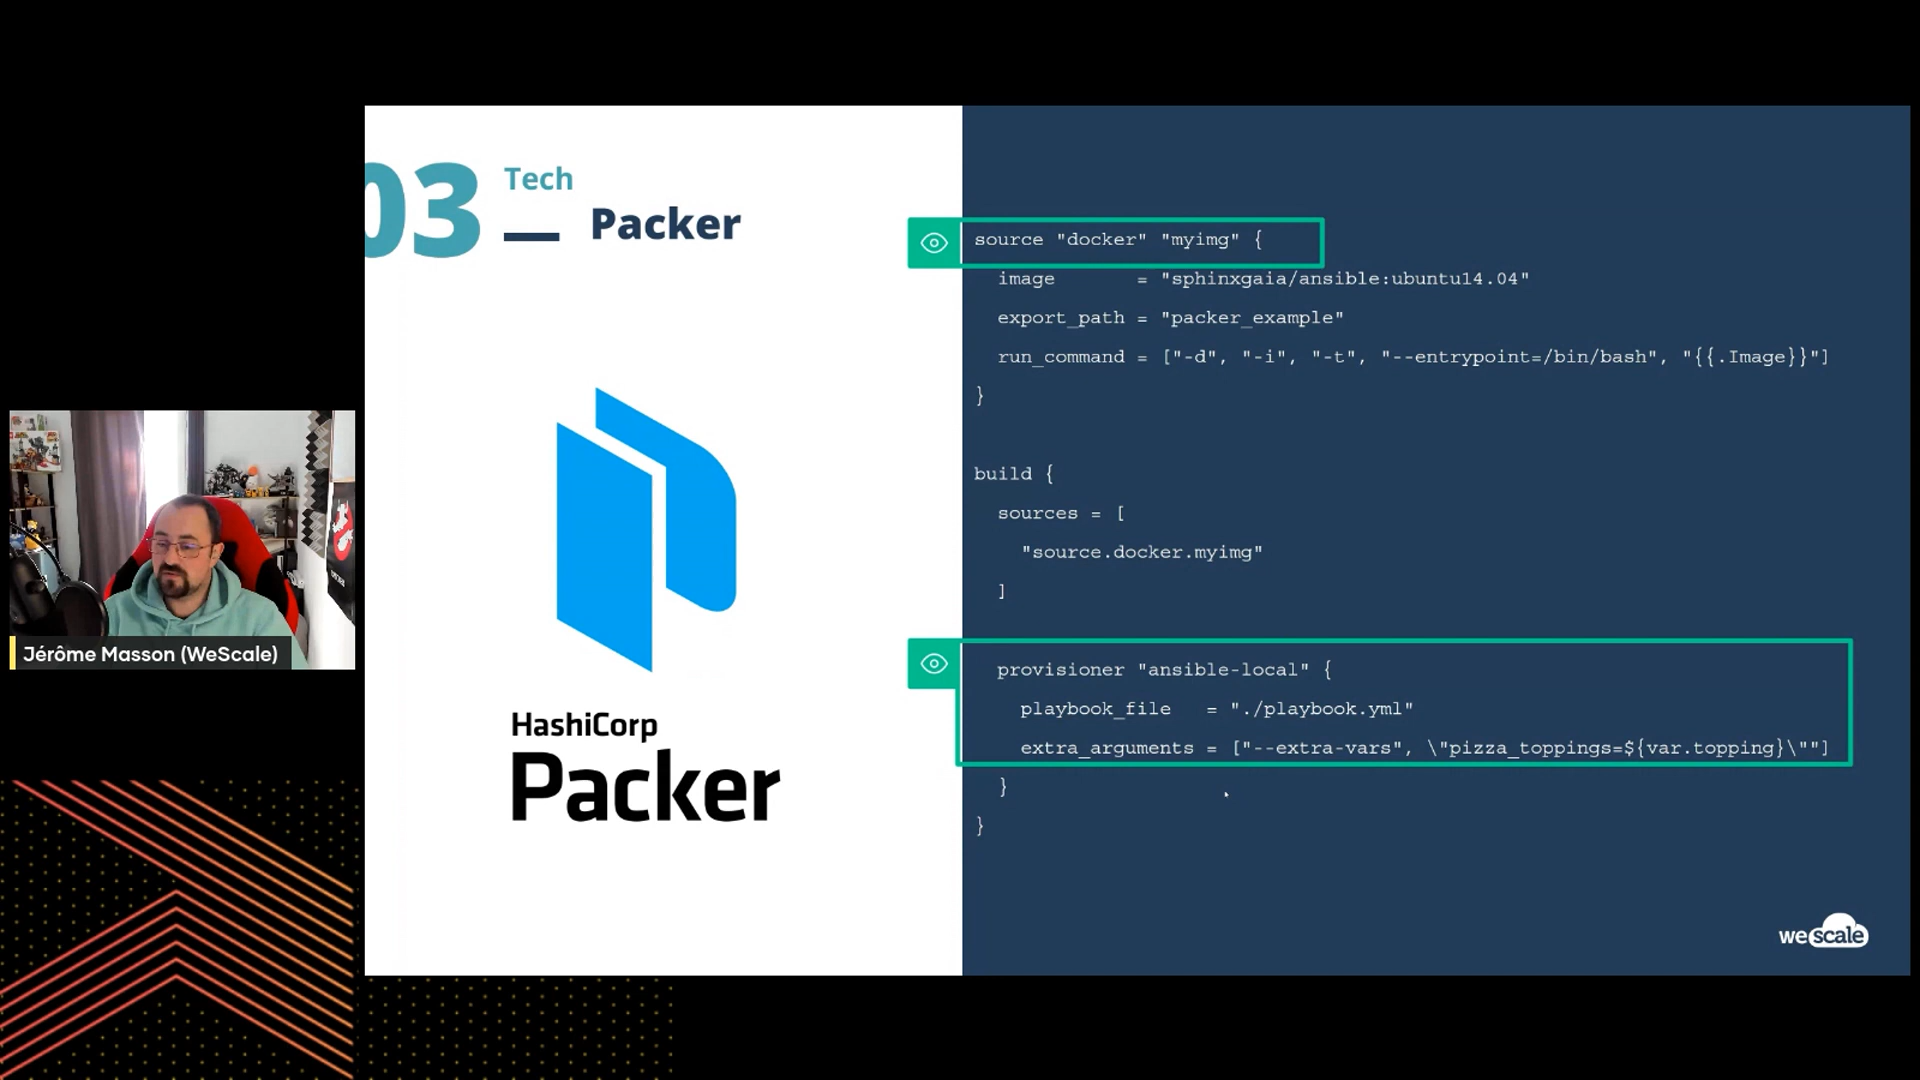 03
Tech
Packer
HashiCorp
Packer
source "docker" "myimg" {
image = "sphinxgaia/ansible:ubuntu14.04"
export_path = "packer_example"
run_command = ["-d", "-i", "-t", "--entrypoint=/bin/bash", "{{.Image}}"]
}
build {
sources = [
"source.docker.myimg"
]
provisioner "ansible-local" {
playbook_file = "./playbook.yml"
extra_arguments = ["--extra-vars", \"pizza_toppings=${var.topping}\""]
}
}
Jérôme Masson (WeScale)
wescale